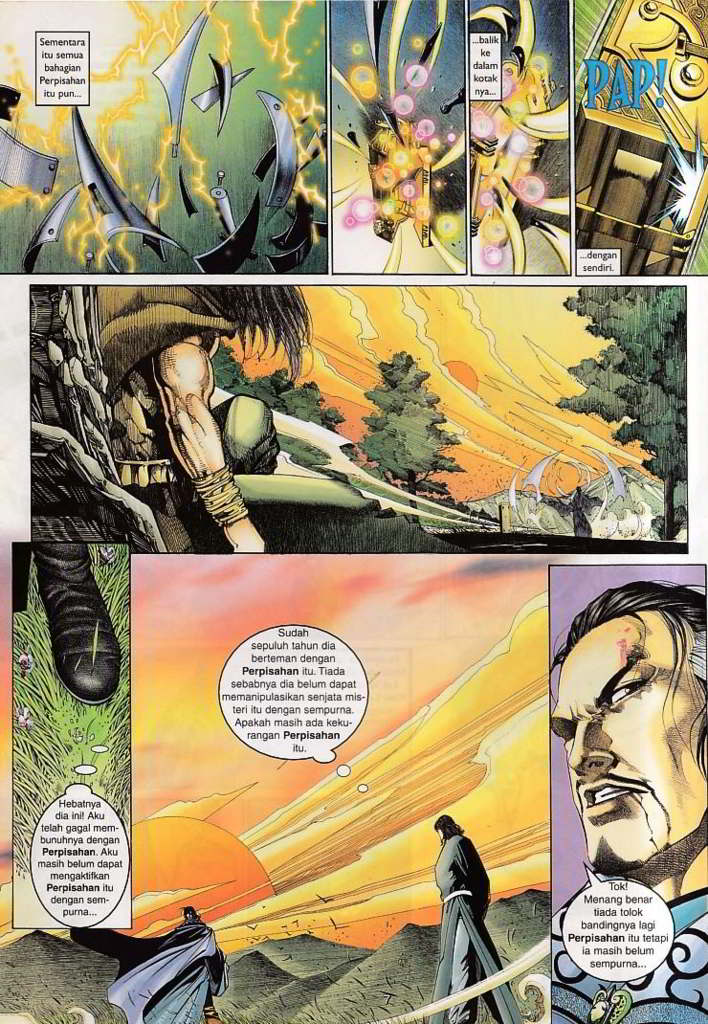 Sementara
itu semua
bahagian
Perpisahan
itu pun...
...balik
ke
dalam
kotak
nya...
PAP!
...dengan
sendiri.
Sudah
sepuluh tahun dia
berteman dengan
Perpisahan itu. Tiada
sebabnya dia belum dapat
memanipulasikan senjata mis-
teri itu dengan sempurna.
Apakah masih ada keku-
rangan Perpisahan
itu.
Hebatnya
dia ini! Aku
telah gagal mem-
bunuhnya dengan
Perpisahan. Aku
masih belum dapat
mengaktifkan
Perpisahan itu
dengan sem-
purna...
Tok!
Menang benar
tiada tolok
bandingnya lagi
Perpisahan itu tetapi
ia masih belum
sempurna...